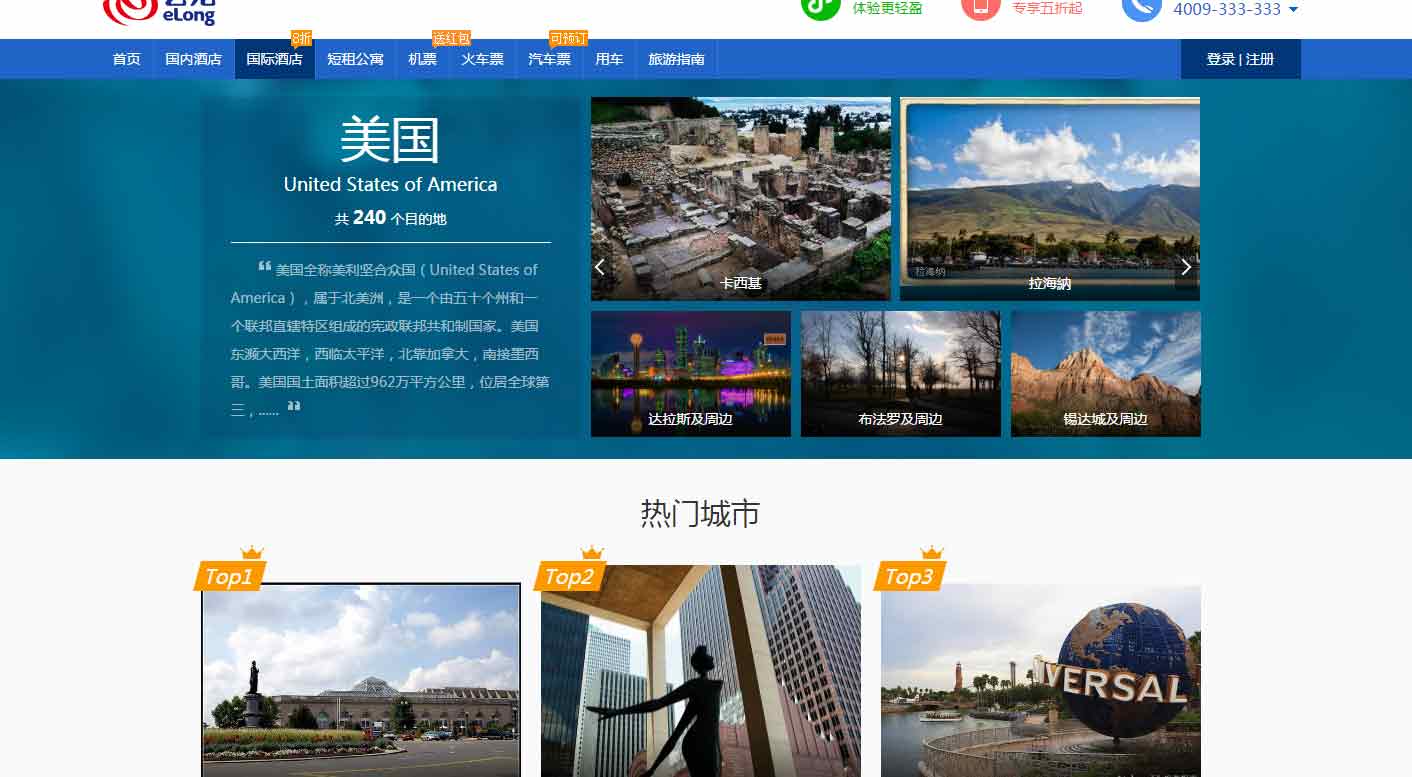 eLong
体验更轻盈
专享五折起
4009-333-333
8折
送红包
可预订
首页
国内酒店
国际酒店
短租公寓
机票
火车票
汽车票
用车
旅游指南
登录 | 注册
美国
United States of America
共 240 个目的地
“ 美国全称美利坚合众国（United States of
America），属于北美洲，是一个由五十个州和一
个联邦直辖特区组成的宪政联邦共和制国家。美国
东濒大西洋，西临太平洋，北靠加拿大，南接墨西
哥。美国国土面积超过962万平方公里，位居全球第
三，...... ”
卡西基
拉海纳
拉海納
达拉斯及周边
布法罗及周边
锡达城及周边
热门城市
Top1
Top2
Top3
VERSAL